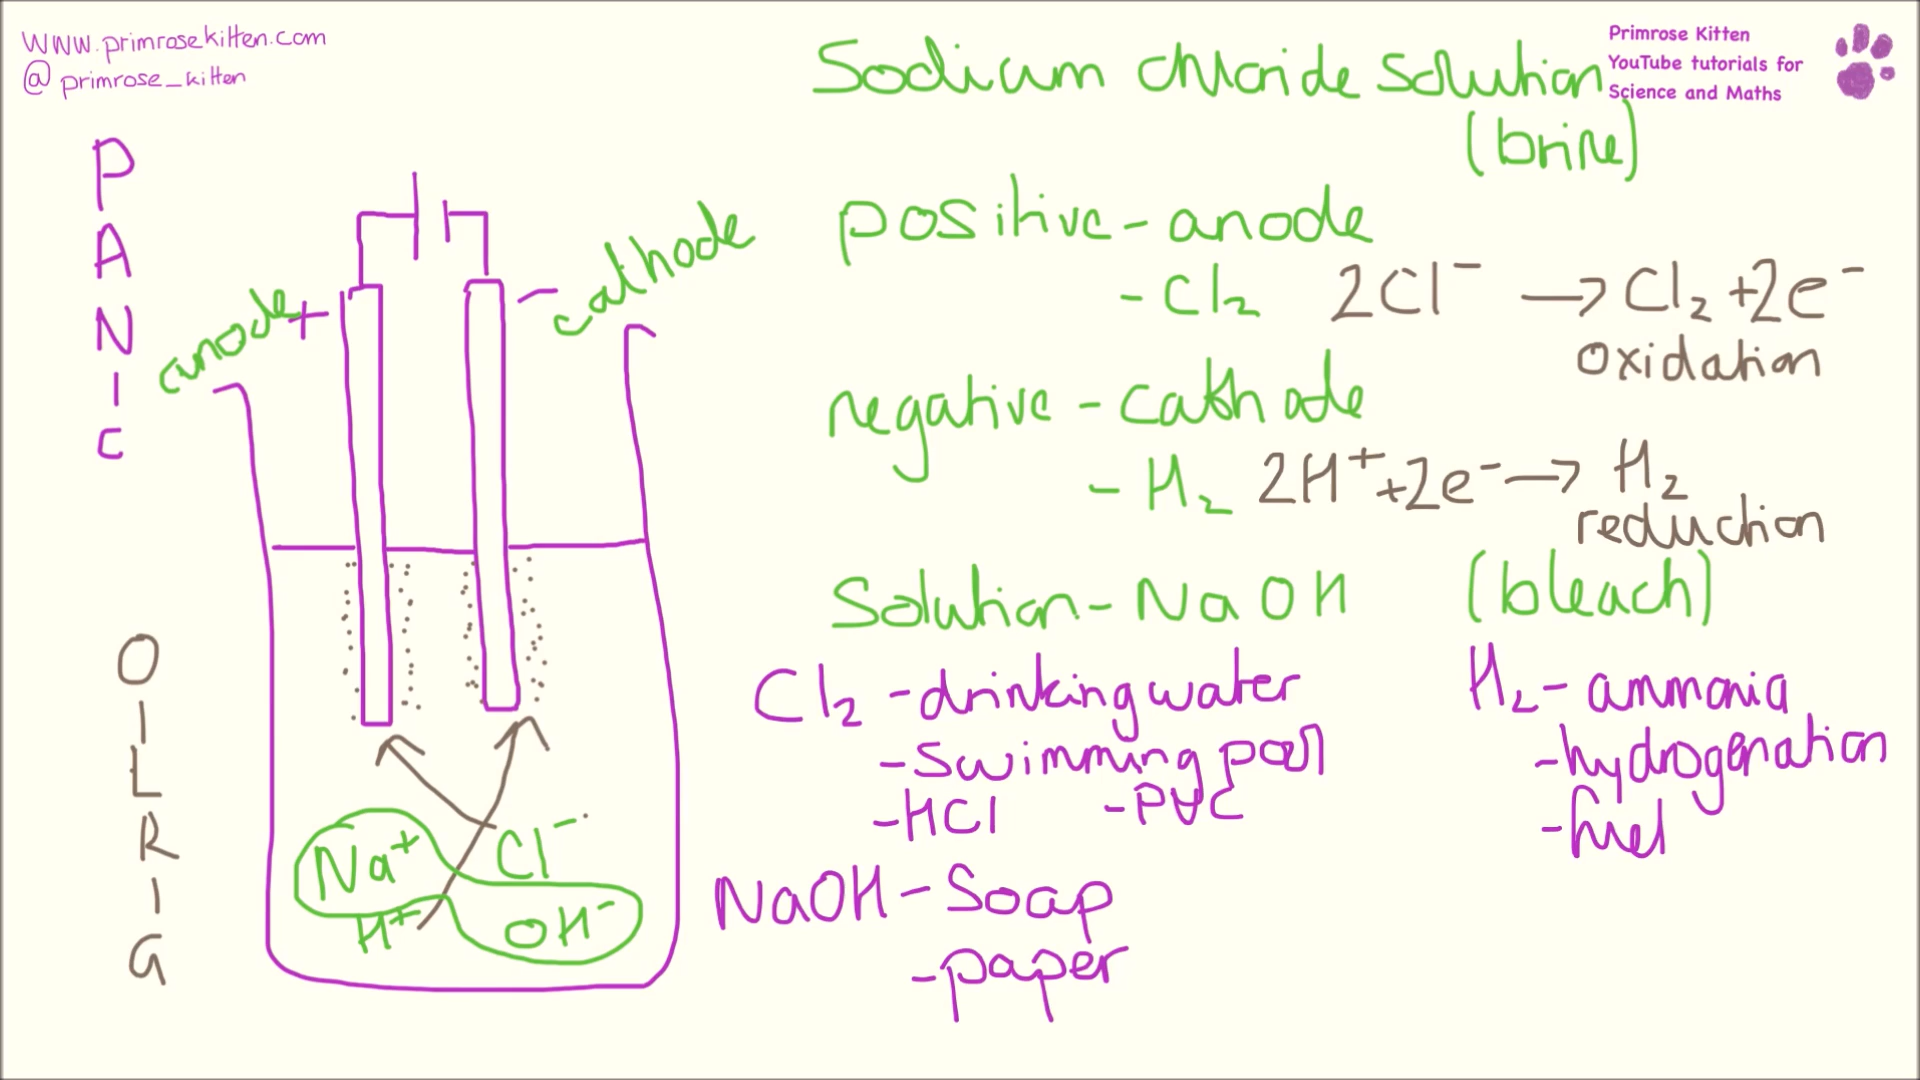 www.primrosekitten.com
@primrose_kitten
Primrose Kitten
YouTube tutorials for
Science and Maths
Sodium chloride solution
(brine)
P
A
N
I
C
O
I
L
R
I
G
anode +
- cathode
Na⁺ Cl⁻
H⁺ OH⁻
positive - anode
- Cl₂ 2Cl⁻ → Cl₂ + 2e⁻
oxidation
negative - cathode
- H₂ 2H⁺ + 2e⁻ → H₂
reduction
Solution - NaOH (bleach)
Cl₂ - drinking water
- swimming pool
- HCl - PVC
H₂ - ammonia
- hydrogenation
- fuel
NaOH - Soap
- paper